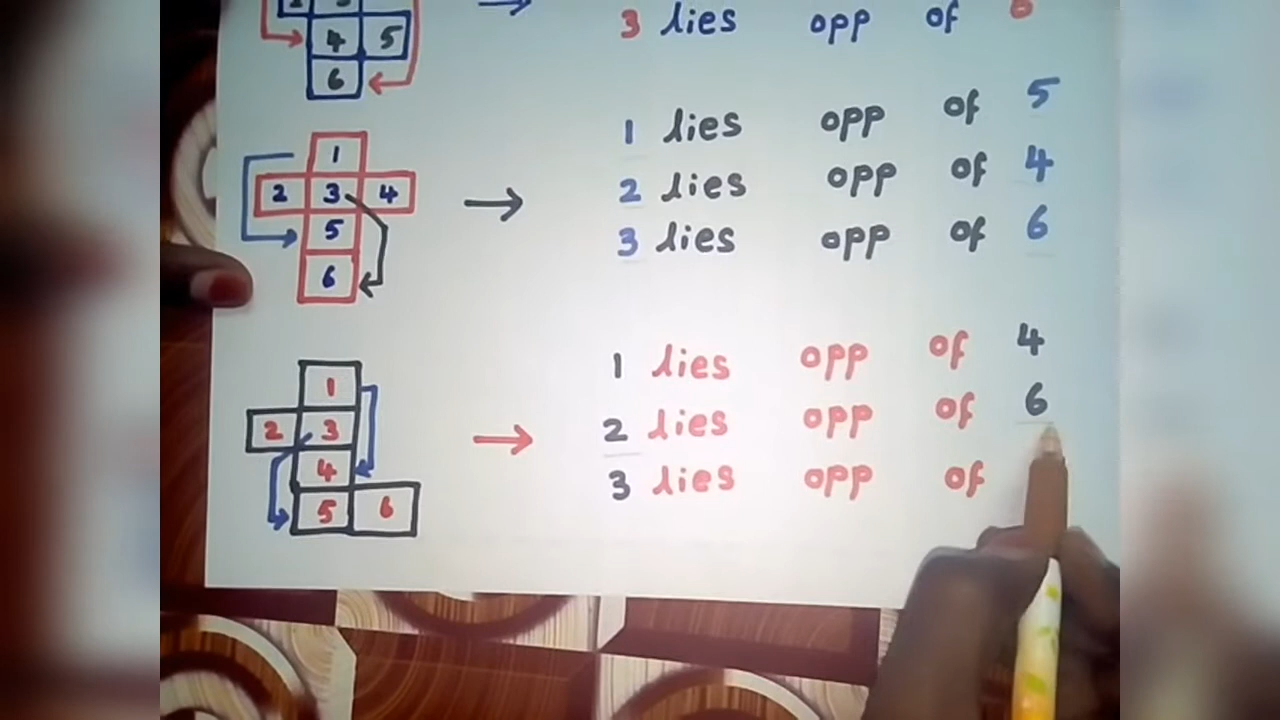 3 lies opp of
4 5
6
1 lies opp of 5
2 lies opp of 4
3 lies opp of 6
1
2 3 4
5
6
1 lies opp of 4
2 lies opp of 6
3 lies opp of
1
2 3
4
5 6